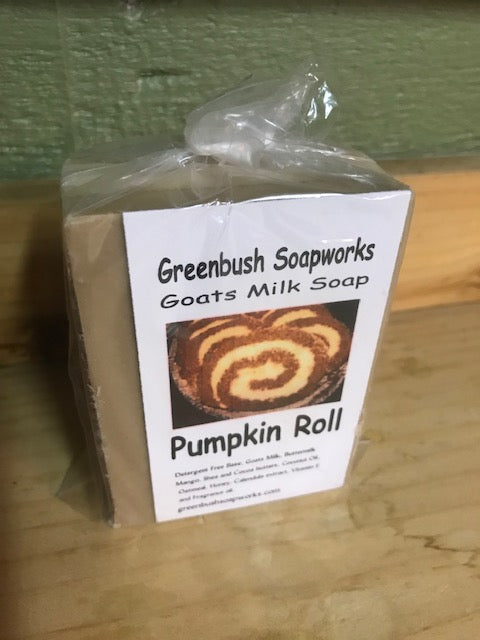 Greenbush Soapworks
Goats Milk Soap
Pumpkin Roll
Detergent Free Base, Goats Milk, Buttermilk
Mango, Shea and Cocoa butters, Coconut Oil,
Oatmeal, Honey, Calendula extract, Vitamin E
and Fragrance oil
greenbushsoapworks.com